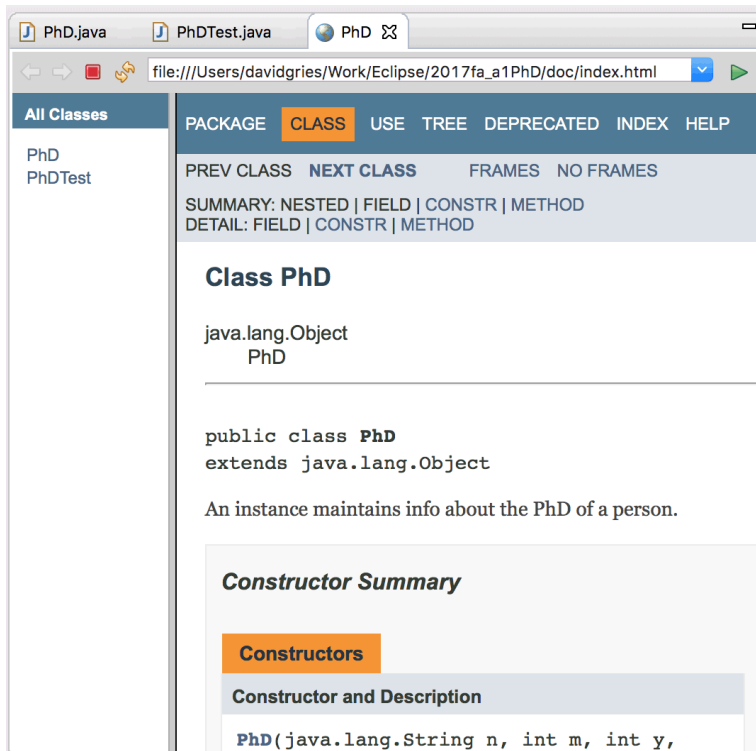 PhD.java PhDTest.java PhD
file:///Users/davidgries/Work/Eclipse/2017fa_a1PhD/doc/index.html
All Classes
PhD
PhDTest
PACKAGE CLASS USE TREE DEPRECATED INDEX HELP
PREV CLASS NEXT CLASS FRAMES NO FRAMES
SUMMARY: NESTED | FIELD | CONSTR | METHOD
DETAIL: FIELD | CONSTR | METHOD
Class PhD
java.lang.Object
PhD
public class PhD
extends java.lang.Object
An instance maintains info about the PhD of a person.
Constructor Summary
Constructors
Constructor and Description
PhD(java.lang.String n, int m, int y,